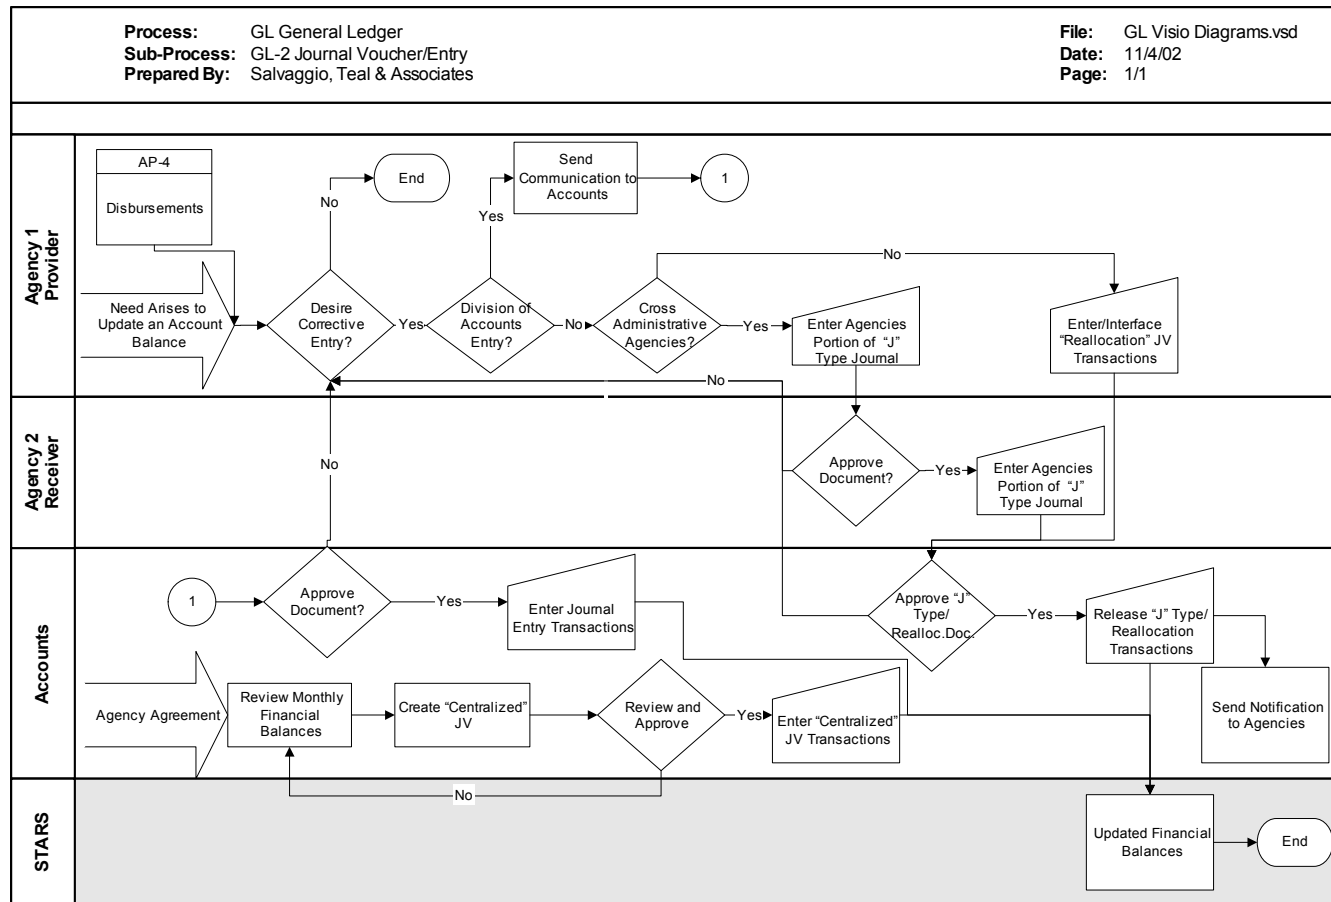 Process: GL General Ledger
Sub-Process: GL-2 Journal Voucher/Entry
Prepared By: Salvaggio, Teal & Associates
File: GL Visio Diagrams.vsd
Date: 11/4/02
Page: 1/1
Agency 1
Provider
AP-4
Disbursements
Need Arises to
Update an Account
Balance
No
End
Desire
Corrective
Entry?
Yes
Yes
Send
Communication to
Accounts
1
Division of
Accounts
Entry?
No
Cross
Administrative
Agencies?
No
Yes
Enter Agencies
Portion of "J"
Type Journal
Enter/Interface
"Reallocation" JV
Transactions
No
Agency 2
Receiver
No
Approve
Document?
Yes
Enter Agencies
Portion of "J"
Type Journal
Accounts
1
Approve
Document?
Yes
Enter Journal
Entry Transactions
Approve "J"
Type/
Realloc.Doc.
Yes
Release "J" Type/
Reallocation
Transactions
Send Notification
to Agencies
Agency Agreement
Review Monthly
Financial
Balances
Create "Centralized"
JV
Review and
Approve
Yes
Enter "Centralized"
JV Transactions
No
STARS
Updated Financial
Balances
End